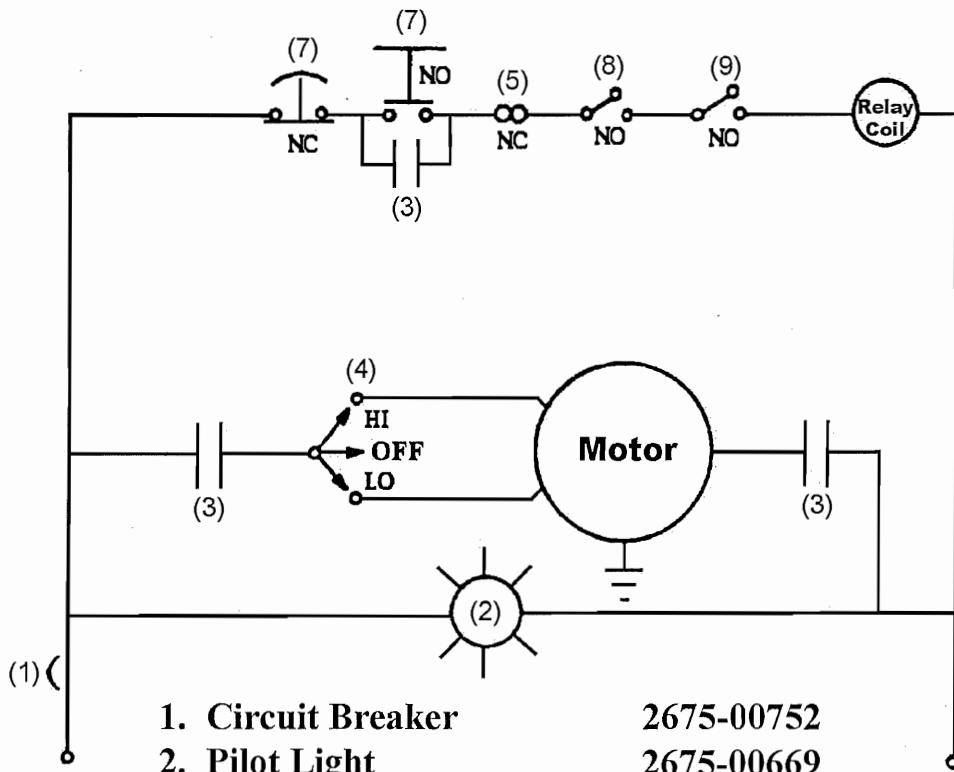 (7)
(7)
NO
(5)
(8)
(9)
Relay
Coil
NC
NC
NO
NO
(3)
(4)
HI
OFF
LO
Motor
(3)
(3)
(2)
(1)
1. Circuit Breaker 2675-00752
2. Pilot Light 2675-00669